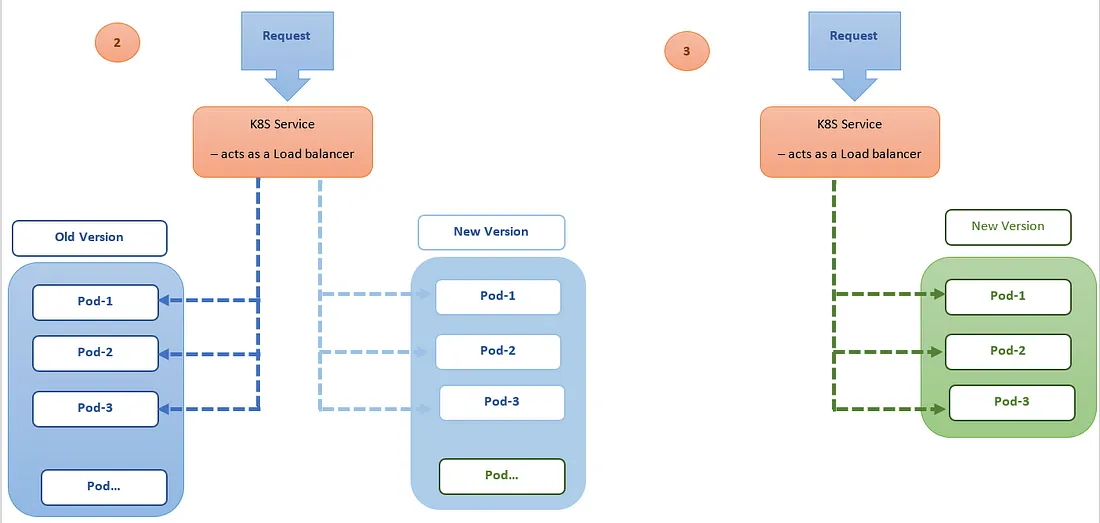 2
Request
K8S Service
– acts as a Load balancer
Old Version
Pod-1
Pod-2
Pod-3
Pod...
New Version
Pod-1
Pod-2
Pod-3
Pod...
3
Request
K8S Service
– acts as a Load balancer
New Version
Pod-1
Pod-2
Pod-3